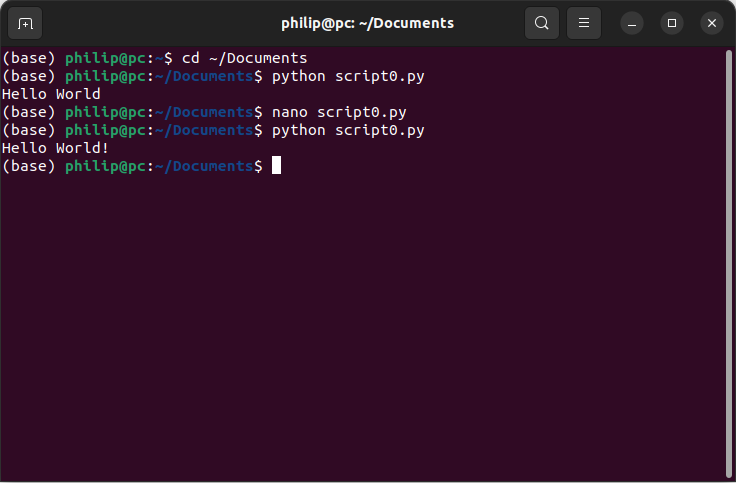 philip@pc: ~/Documents
(base) philip@pc:~$ cd ~/Documents
(base) philip@pc:~/Documents$ python script0.py
Hello World
(base) philip@pc:~/Documents$ nano script0.py
(base) philip@pc:~/Documents$ python script0.py
Hello World!
(base) philip@pc:~/Documents$